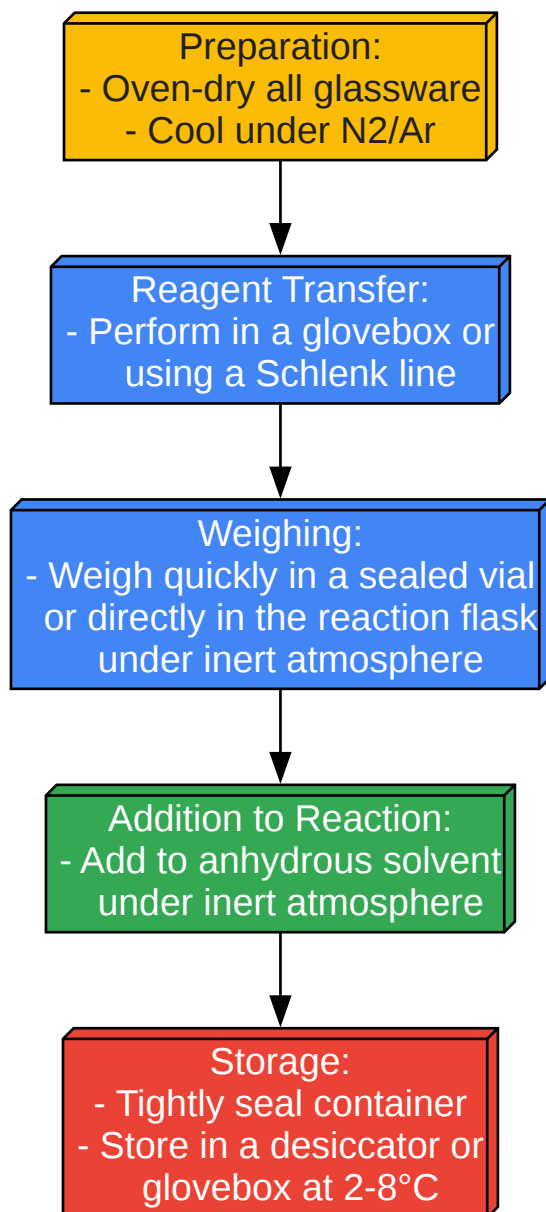 Preparation:
- Oven-dry all glassware
- Cool under N2/Ar
Reagent Transfer:
- Perform in a glovebox or
using a Schlenk line
Weighing:
- Weigh quickly in a sealed vial
or directly in the reaction flask
under inert atmosphere
Addition to Reaction:
- Add to anhydrous solvent
under inert atmosphere
Storage:
- Tightly seal container
- Store in a desiccator or
glovebox at 2-8°C